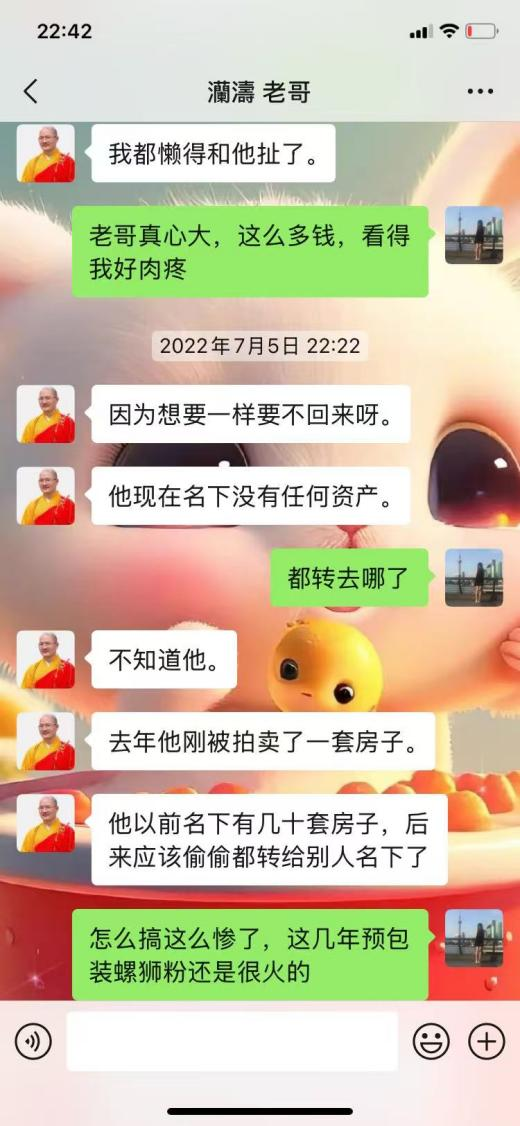 22:42
灡濤 老哥
我都懒得和他扯了。
老哥真心大，这么多钱，看得
我好肉疼
2022年7月5日 22:22
因为想要一样要不回来呀。
他现在名下没有任何资产。
都转去哪了
不知道他。
去年他刚被拍卖了一套房子。
他以前名下有几十套房子，后
来应该偷偷都转给别人名下了
怎么搞这么惨了，这几年预包
装螺狮粉还是很火的